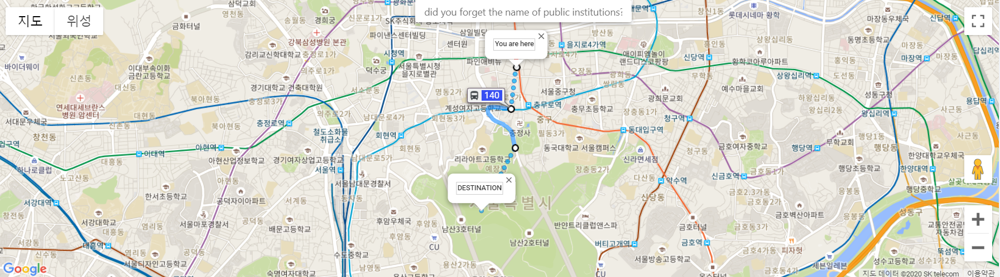 지도
위성
did you forget the name of public institutions?
삼덕교회
영천동
경희궁
송월동
신문로1가
금화터널
강북삼성병원 본관
감리교신학대학교
충정로1가
SK주식회사
파이낸스센터빌딩
삼일빌딩
센터원
파인애비뉴
을지로4가역
You are here
애이피엠놀이
랜드디스코팡팡
신당역
황학코아루아파트
롯데시네마 황학
창신1동
상왕십리동
마장동우체국
동명초등학교
신답역
답십리역
마장동
마장역
홍익동
도선동
흥인동
무학동
상왕십리역
바이더웨이
신촌동
이대부속이화
금란고등학교
의주로1가
덕수궁
시청역
서울특별시청
을지로별관
오장동
광희동
쌍림동
경기대학교
건축대학원
서소문동
명동2가
140
계성여자고등학교
서울중구청
충무로역
충무초등학교
장충동1가
광희문교회
예수마을교회
하왕십리동
성동구청
용답역
왕십리역
연세대세브란스
병원 암센터
북아현동
충정로3가
서대문우체국
신촌동
충정로역
의주로2가
남대문로4가
회현동3가
충정사
필동3가
중구
동대입구역
청구역
창천동
북아현동
철도소화물
취급소
회현역
회현동
동국대학교 서울캠퍼스
신라면세점
청구동
금호여자중학교
행당역
무학교회
행당1동
행당동
사근동
한양대학교우체국
이대역
아현역
하나로클럽
대흥동
아현산업정보학교
경기여자상업고등학교
서울역
남대문로5가
리라아트고등학교
예장동
장충동2가
다산동
약수역
신금호역
금호동1가
행당초등학교
한양대역
노고산동
한서초등학교
아현동
공덕자이아파트
서계동
동자동
서울남대문경찰서
DESTINATION
서울특별시
신당동
금호동2.3가동
금호동4가
행당중학교
서강대역
창전동
서강대학교
대흥동
염리동
서울마포경찰서
공덕동
배문고등학교
후암우체국
후암동
남산3호터널
남산2호터널
반얀트리클럽앤스파
금호터널
금호동3가
금호벽산아파트
응봉동
성동구
교통안전공단
자동차검
서강동
신수동
대흥역
염리동
서울디자인고등학교
도화동
숙명여자대학교
수도중학교
CU
용산2가동
용산고등학교
버티고개역
CU
서울방송고등학교
금호역
옥수터널
피자헛
세븐일레븐
성수고등학교
성수1가2동
뚝섬역
Google
지도 데이터 ©2020 SK telecom
이용약관